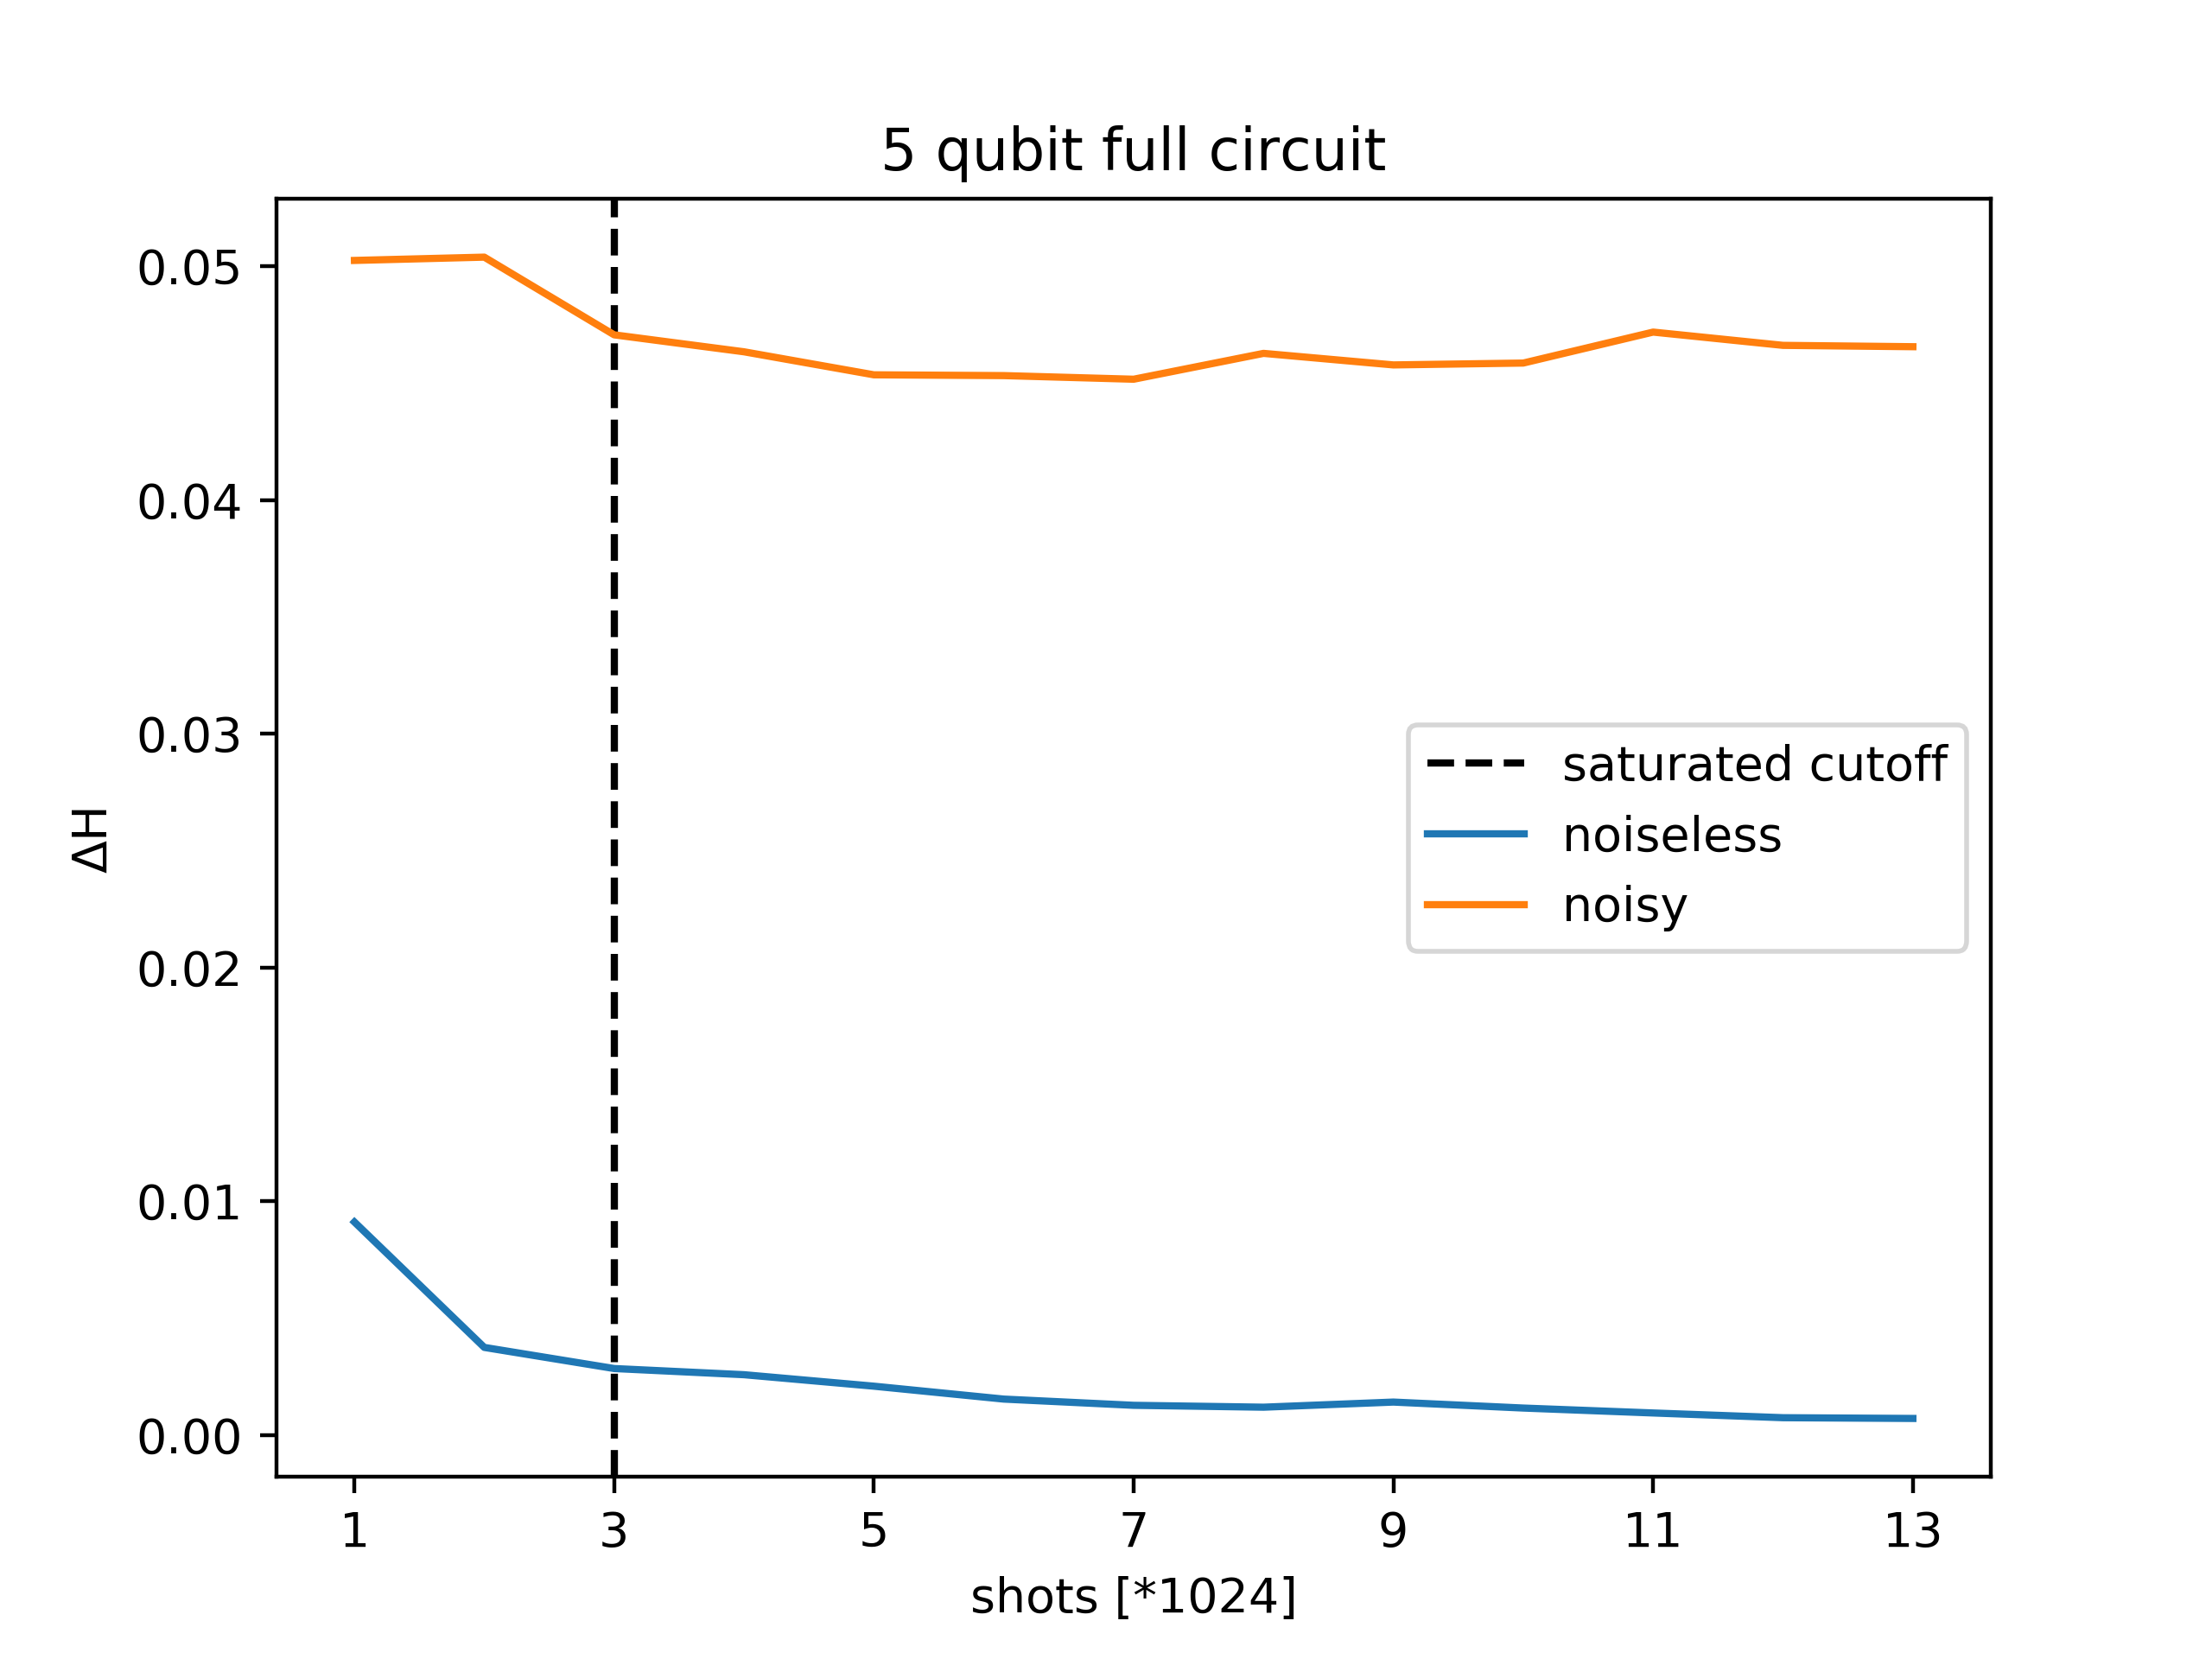 5 qubit full circuit
0.05
0.04
0.03
0.02
0.01
0.00
ΔH
saturated cutoff
noiseless
noisy
1 3 5 7 9 11 13
shots [*1024]